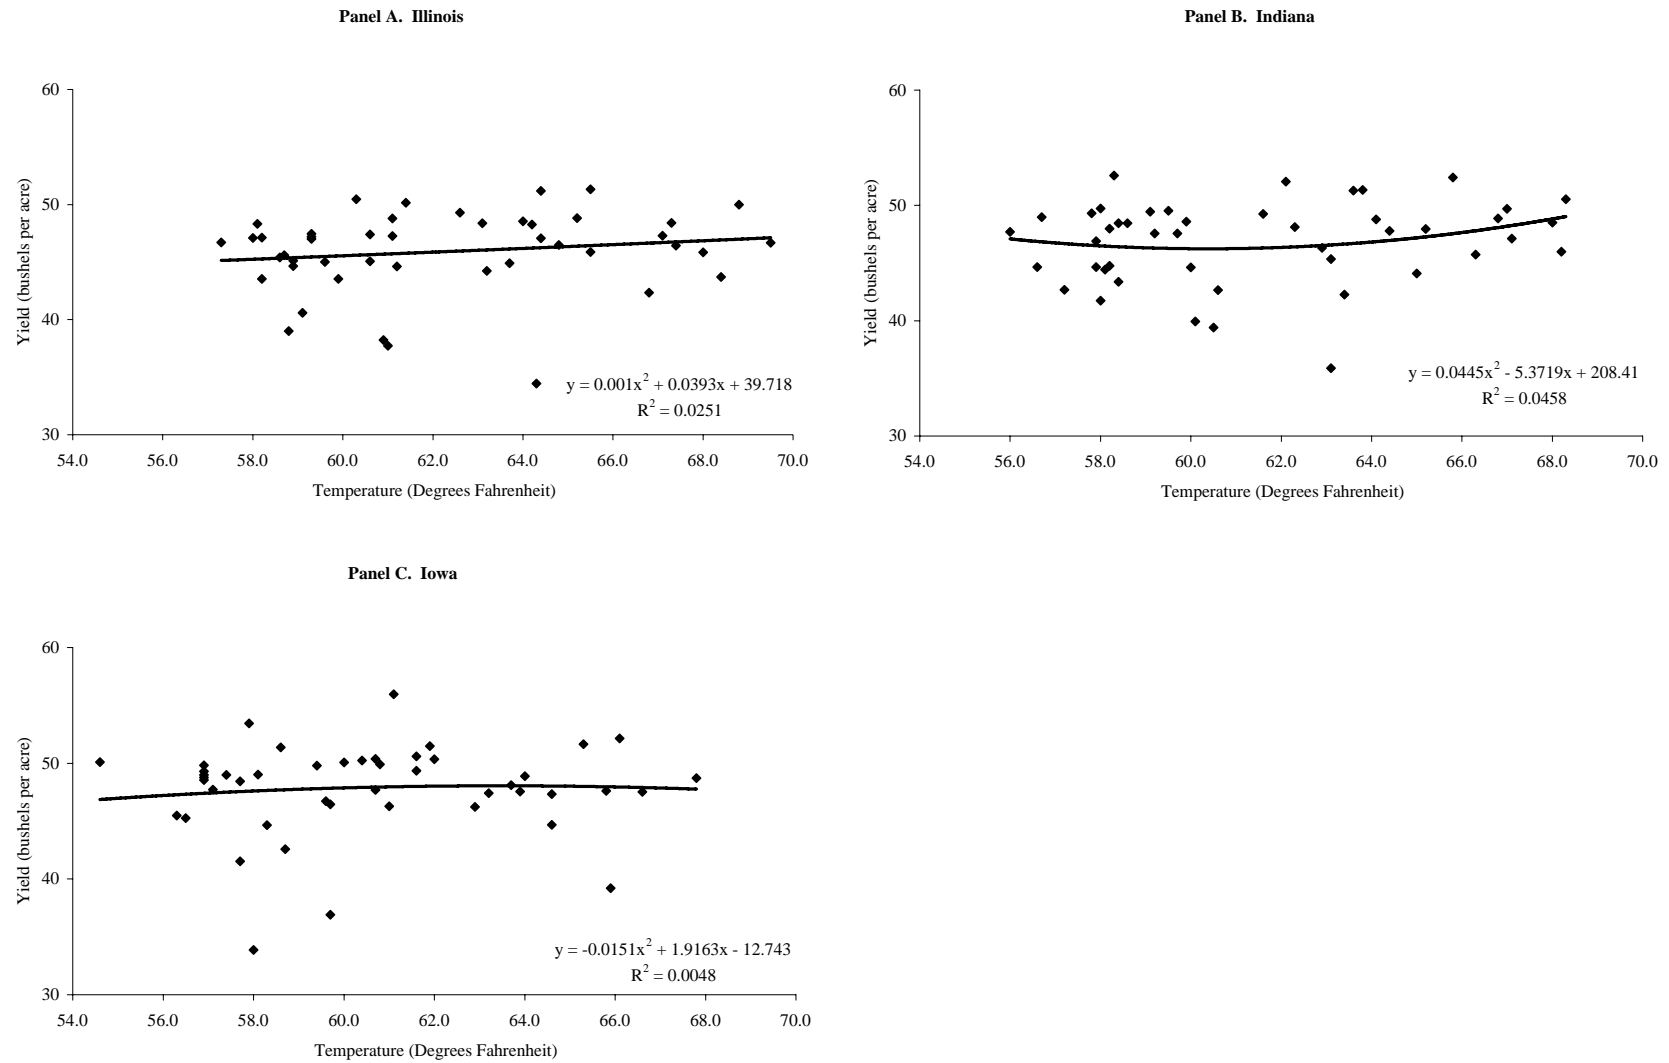 Panel A. Illinois
60
50
40
30
54.0 56.0 58.0 60.0 62.0 64.0 66.0 68.0 70.0
Temperature (Degrees Fahrenheit)
Yield (bushels per acre)
y = 0.001x² + 0.0393x + 39.718
R² = 0.0251
Panel B. Indiana
60
50
40
30
54.0 56.0 58.0 60.0 62.0 64.0 66.0 68.0 70.0
Temperature (Degrees Fahrenheit)
Yield (bushels per acre)
y = 0.0445x² - 5.3719x + 208.41
R² = 0.0458
Panel C. Iowa
60
50
40
30
54.0 56.0 58.0 60.0 62.0 64.0 66.0 68.0 70.0
Temperature (Degrees Fahrenheit)
Yield (bushels per acre)
y = -0.0151x² + 1.9163x - 12.743
R² = 0.0048